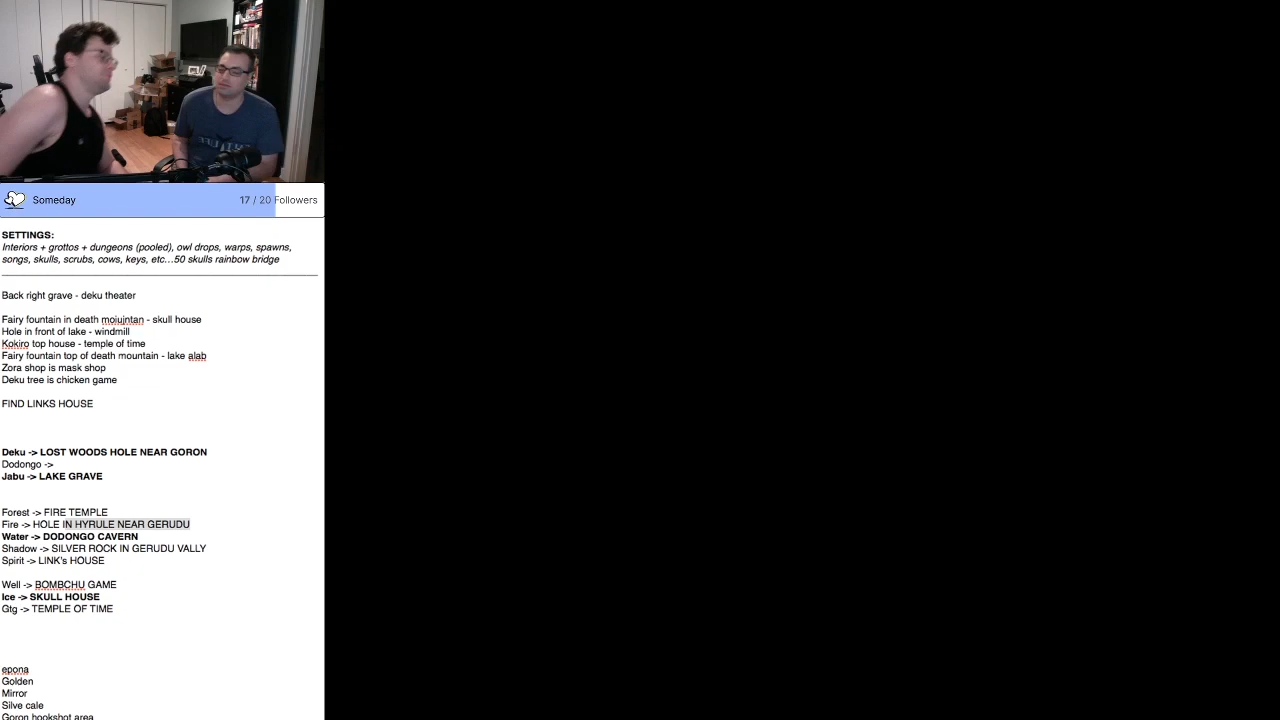 Someday
17 / 20 Followers
SETTINGS:
Interiors + grottos + dungeons (pooled), owl drops, warps, spawns,
songs, skulls, scrubs, cows, keys, etc...50 skulls rainbow bridge
Back right grave - deku theater
Fairy fountain in death moiujntan - skull house
Hole in front of lake - windmill
Kokiro top house - temple of time
Fairy fountain top of death mountain - lake alab
Zora shop is mask shop
Deku tree is chicken game
FIND LINKS HOUSE
Deku -> LOST WOODS HOLE NEAR GORON
Dodongo ->
Jabu -> LAKE GRAVE
Forest -> FIRE TEMPLE
Fire -> HOLE IN HYRULE NEAR GERUDU
Water -> DODONGO CAVERN
Shadow -> SILVER ROCK IN GERUDU VALLY
Spirit -> LINK's HOUSE
Well -> BOMBCHU GAME
Ice -> SKULL HOUSE
Gtg -> TEMPLE OF TIME
epona
Golden
Mirror
Silve cale
Goron hookshot area